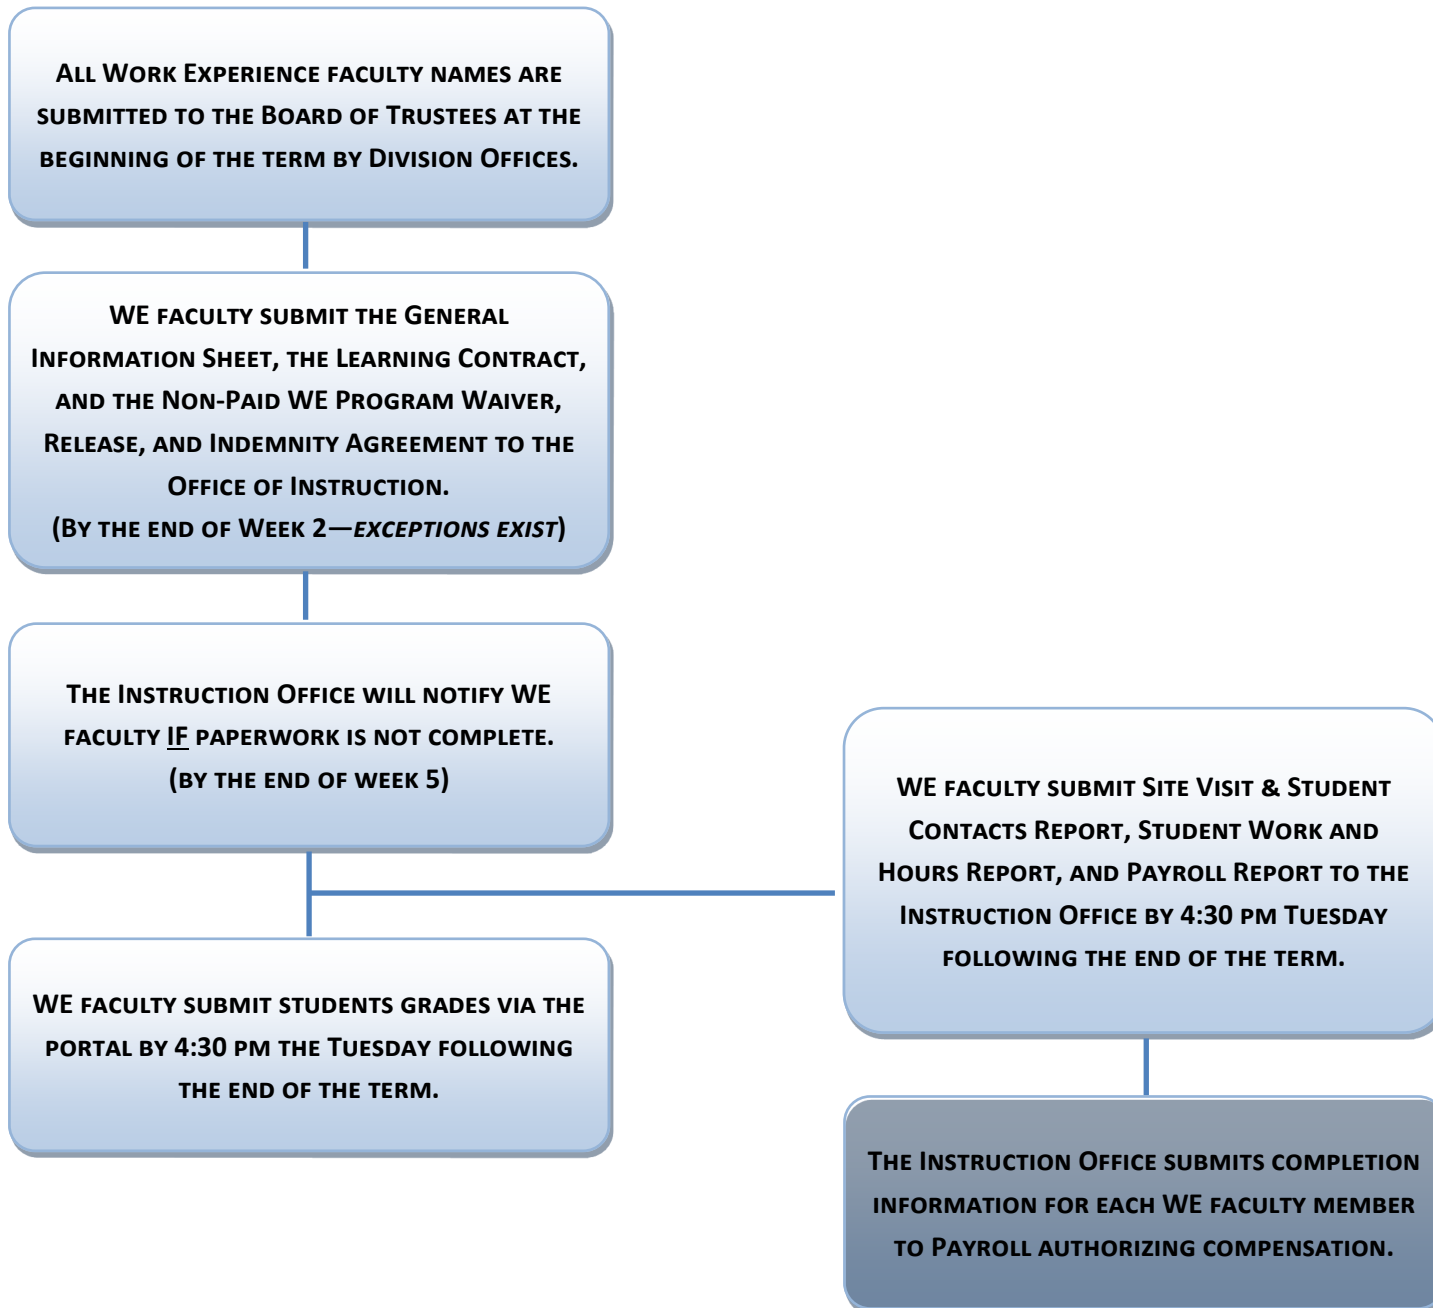 All Work Experience faculty names are
submitted to the Board of Trustees at the
beginning of the term by Division Offices.
WE faculty submit the General
Information Sheet, the Learning Contract,
and the Non-Paid WE Program Waiver,
Release, and Indemnity Agreement to the
Office of Instruction.
(By the end of Week 2—exceptions exist)
The Instruction Office will notify WE
faculty IF paperwork is not complete.
(by the end of week 5)
WE faculty submit Site Visit & Student
Contacts Report, Student Work and
Hours Report, and Payroll Report to the
Instruction Office by 4:30 pm Tuesday
following the end of the term.
WE faculty submit students grades via the
portal by 4:30 pm the Tuesday following
the end of the term.
The Instruction Office submits completion
information for each WE faculty member
to Payroll authorizing compensation.